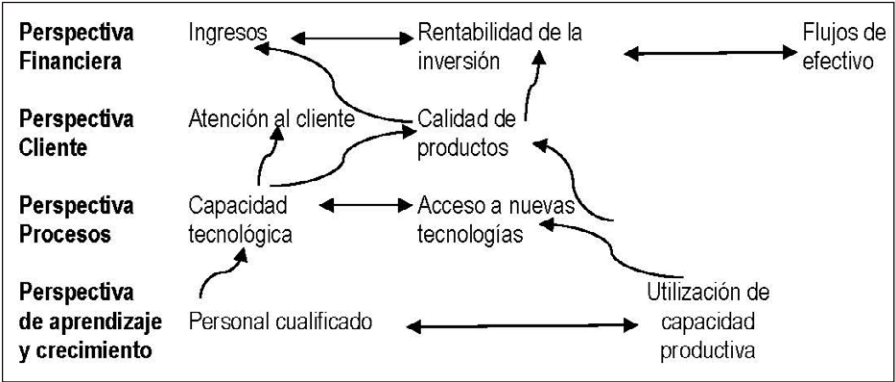 Perspectiva Ingresos Rentabilidad de la Flujos de
Financiera inversión efectivo
Perspectiva Atención al cliente Calidad de
Cliente productos
Perspectiva Capacidad Acceso a nuevas
Procesos tecnológica tecnologías
Perspectiva Utilización de
de aprendizaje Personal cualificado capacidad
y crecimiento productiva